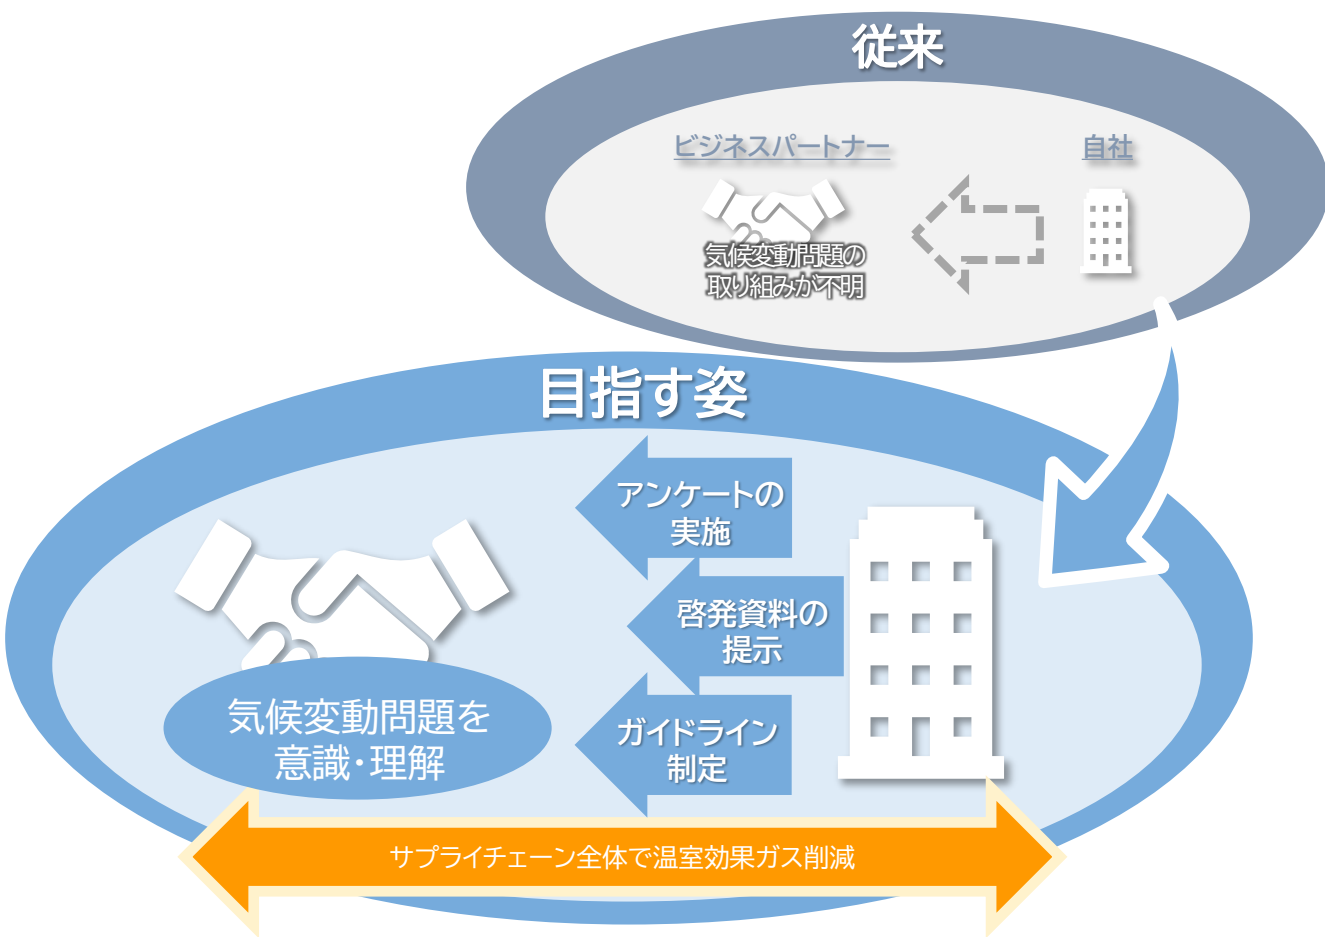 従来
ビジネスパートナー
自社
気候変動問題の
取り組みが不明
目指す姿
アンケートの
実施
啓発資料の
提示
ガイドライン
制定
気候変動問題を
意識・理解
サプライチェーン全体で温室効果ガス削減